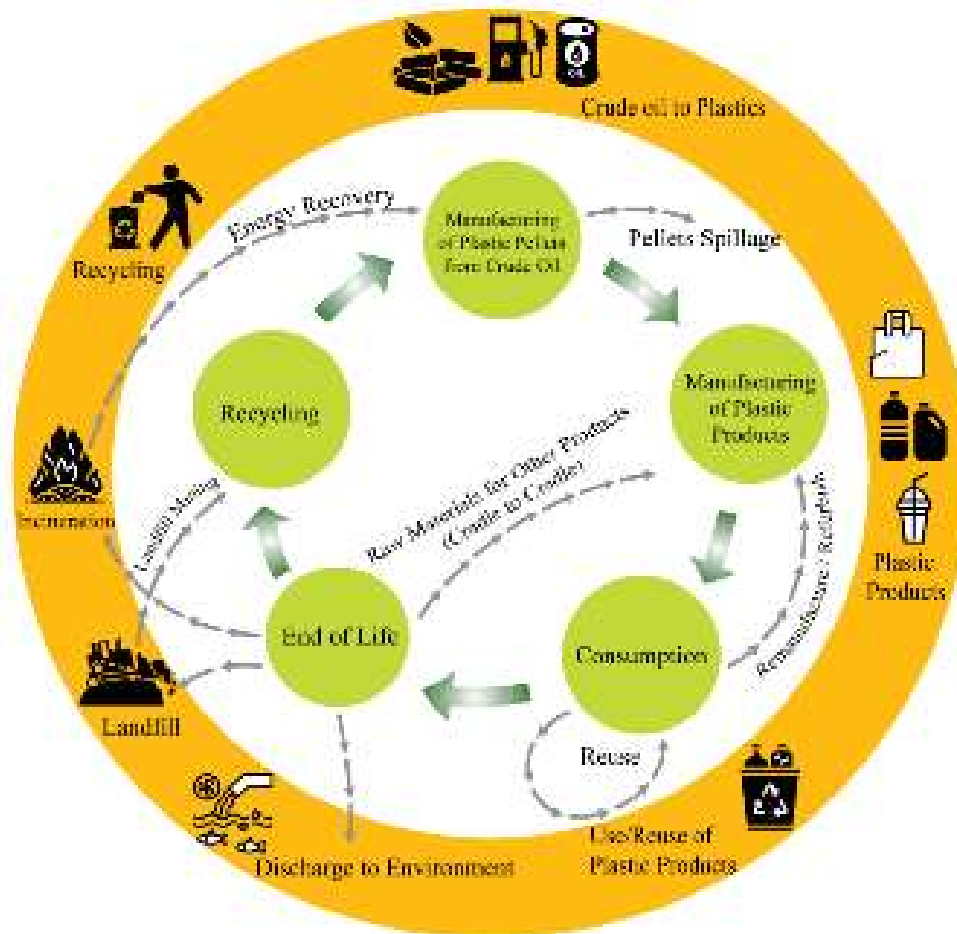 OIL
Crude oil to Plastics
Energy Recovery
Manufacturing
of Plastic Pellets
from Crude Oil
Pellets Spillage
Recycling
Recycling
Manufacturing
of Plastic
Products
Raw Materials for Other Products
(Cradle to Cradle)
Landfill Mining
Incineration
Plastic
Products
Remanufacture / Refurbish
End of Life
Consumption
Landfill
Reuse
Use/Reuse of
Plastic Products
Discharge to Environment